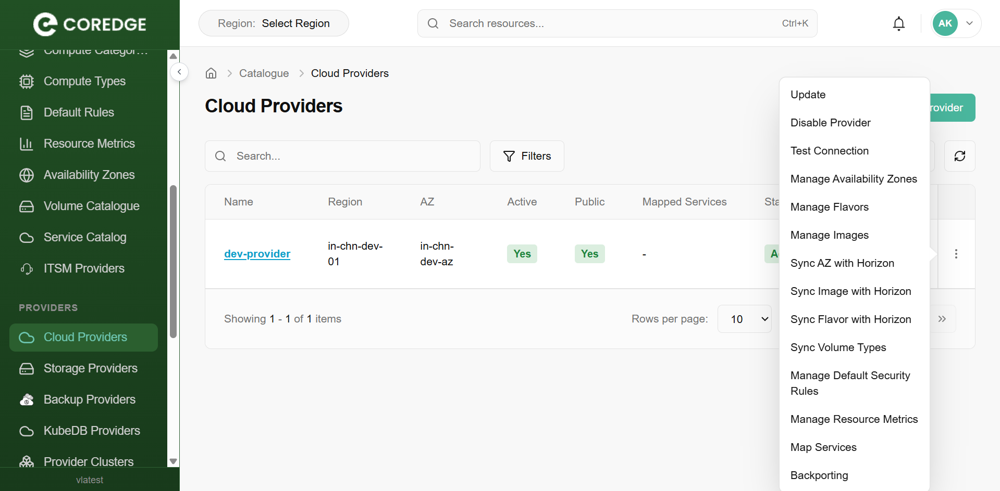 COREDGE
Region: Select Region
Search resources...
Ctrl+K
AK
Compute Categor...
Compute Types
Default Rules
Resource Metrics
Availability Zones
Volume Catalogue
Service Catalog
ITSM Providers
PROVIDERS
Cloud Providers
Storage Providers
Backup Providers
KubeDB Providers
Provider Clusters
vlatest
Catalogue
Cloud Providers
Cloud Providers
rovider
Search...
Filters
Name
Region
AZ
Active
Public
Mapped Services
Sta
dev-provider
in-chn-dev-
01
in-chn-
dev-az
Yes
Yes
-
A
Showing 1 - 1 of 1 items
Rows per page:
10
Update
Disable Provider
Test Connection
Manage Availability Zones
Manage Flavors
Manage Images
Sync AZ with Horizon
Sync Image with Horizon
Sync Flavor with Horizon
Sync Volume Types
Manage Default Security
Rules
Manage Resource Metrics
Map Services
Backporting